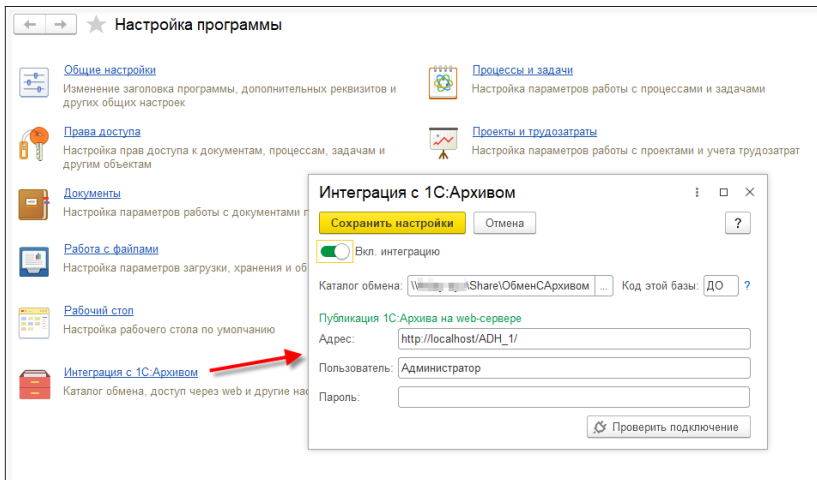 Настройка программы
Общие настройки
Изменение заголовка программы, дополнительных реквизитов и
других общих настроек
Процессы и задачи
Настройка параметров работы с процессами и задачами
Права доступа
Настройка прав доступа к документам, процессам, задачам и
другим объектам
Проекты и трудозатраты
Настройка параметров работы с проектами и учета трудозатрат
Документы
Настройка параметров работы с документами
Работа с файлами
Настройка параметров загрузки, хранения и
Рабочий стол
Настройка рабочего стола по умолчанию
Интеграция с 1С:Архивом
Каталог обмена, доступ через web и другие
Интеграция с 1С:Архивом
Сохранить настройки
Отмена
?
Вкл. интеграцию
Каталог обмена: \\ \Share\ОбменСАрхивом ... Код этой базы: ДО ?
Публикация 1С:Архива на web-сервере
Адрес: http://localhost/ADH_1/
Пользователь: Администратор
Пароль:
Проверить подключение